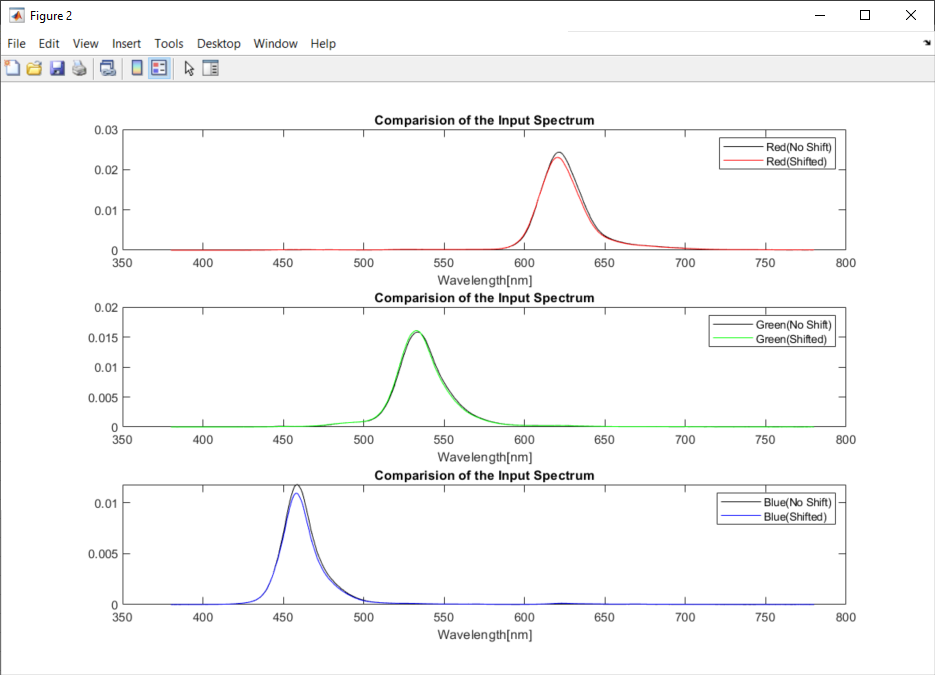 Figure 2
File Edit View Insert Tools Desktop Window Help
Comparision of the Input Spectrum
0.03
0.02
0.01
0
Red(No Shift)
Red(Shifted)
350 400 450 500 550 600 650 700 750 800
Wavelength[nm]
Comparision of the Input Spectrum
0.02
0.015
0.01
0.005
0
Green(No Shift)
Green(Shifted)
350 400 450 500 550 600 650 700 750 800
Wavelength[nm]
Comparision of the Input Spectrum
0.01
0.005
0
Blue(No Shift)
Blue(Shifted)
350 400 450 500 550 600 650 700 750 800
Wavelength[nm]